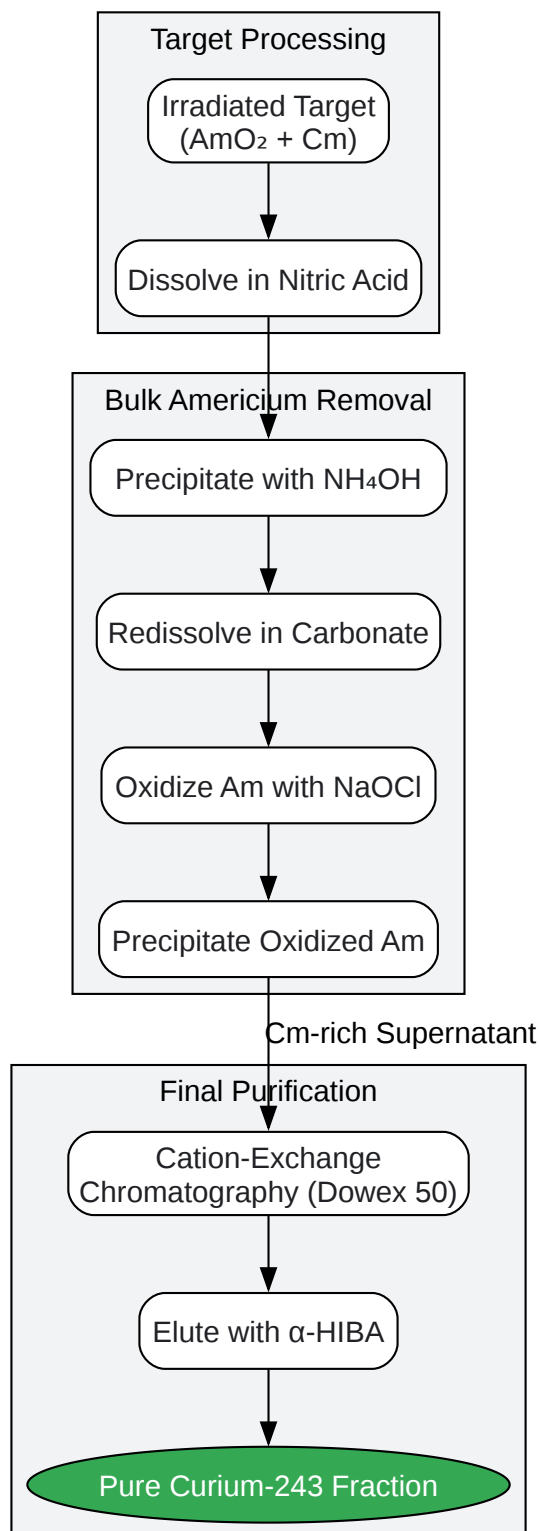 Target Processing
Irradiated Target
(AmO₂ + Cm)
Dissolve in Nitric Acid
Bulk Americium Removal
Precipitate with NH₄OH
Redissolve in Carbonate
Oxidize Am with NaOCl
Precipitate Oxidized Am
Cm-rich Supernatant
Final Purification
Cation-Exchange
Chromatography (Dowex 50)
Elute with α-HIBA
Pure Curium-243 Fraction